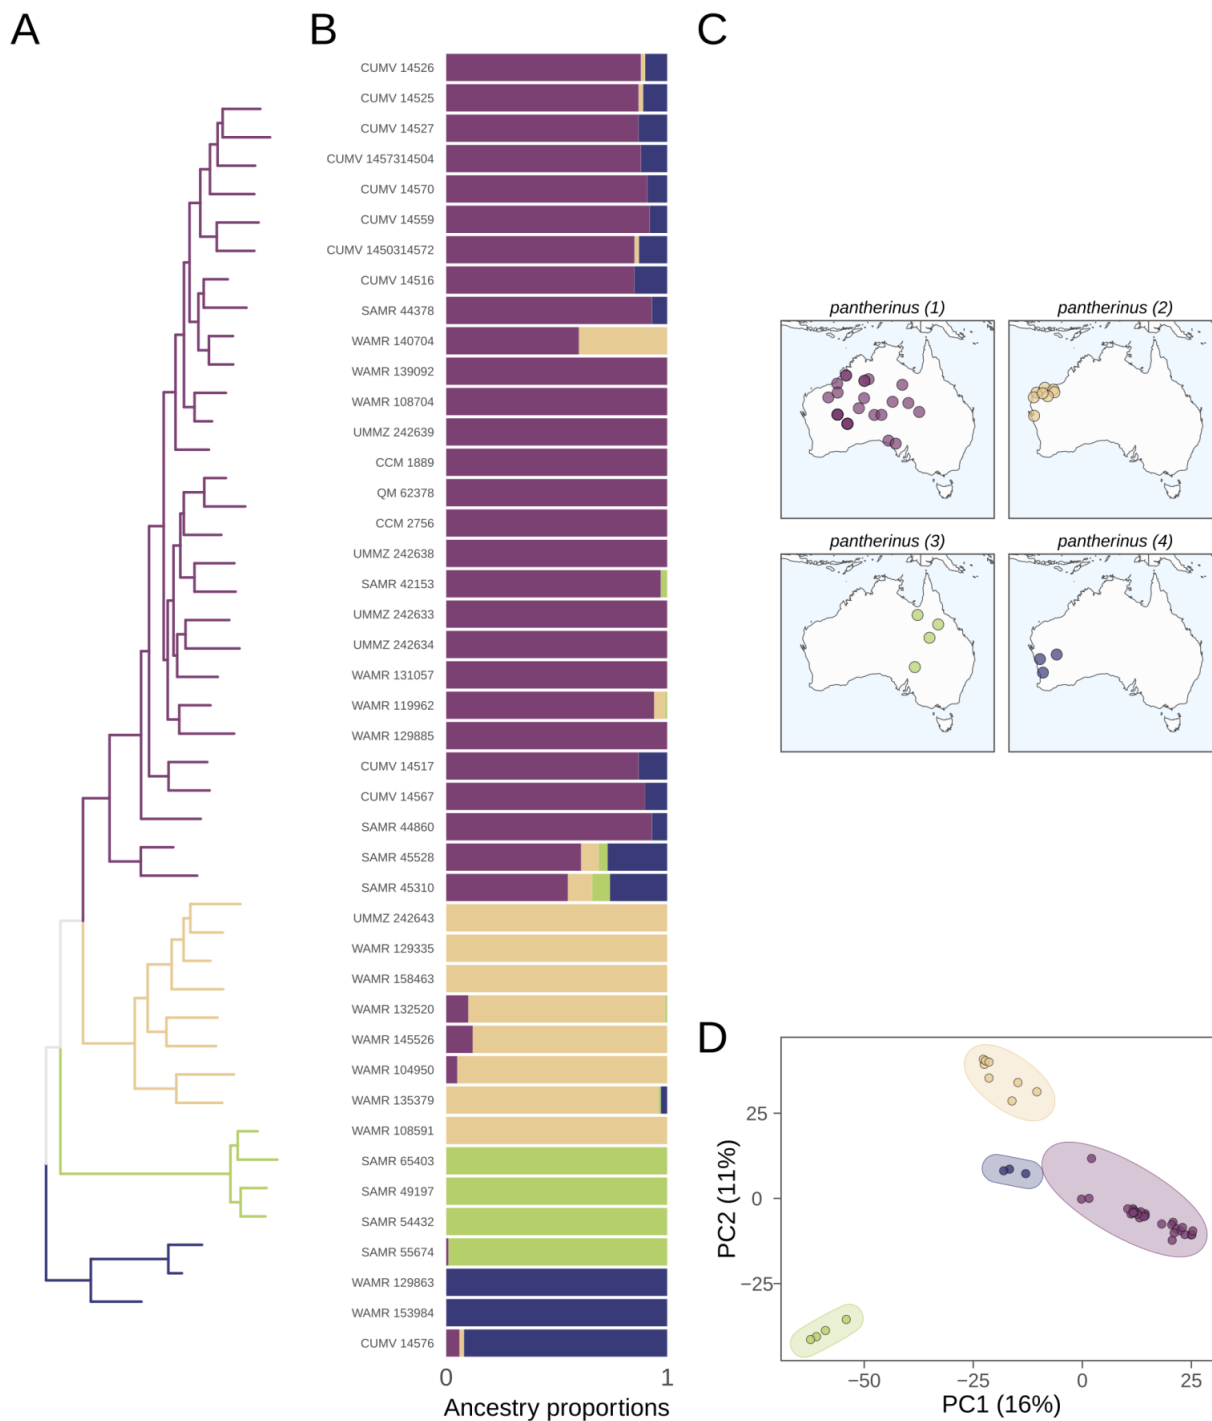 A
B
C
CUMV 14526
CUMV 14525
CUMV 14527
CUMV 1457314504
CUMV 14570
CUMV 14559
CUMV 1450314572
CUMV 14516
SAMR 44378
WAMR 140704
WAMR 139092
WAMR 108704
UMMZ 242639
CCM 1889
QM 62378
CCM 2756
UMMZ 242638
SAMR 42153
UMMZ 242633
UMMZ 242634
WAMR 131057
WAMR 119962
WAMR 129885
CUMV 14517
CUMV 14567
SAMR 44860
SAMR 45528
SAMR 45310
UMMZ 242643
WAMR 129335
WAMR 158463
WAMR 132520
WAMR 145526
WAMR 104950
WAMR 135379
WAMR 108591
SAMR 65403
SAMR 49197
SAMR 54432
SAMR 55674
WAMR 129863
WAMR 153984
CUMV 14576
0 1
Ancestry proportions
pantherinus (1)
pantherinus (2)
pantherinus (3)
pantherinus (4)
D
PC2 (11%)
25
0
−25
−50 −25 0 25
PC1 (16%)